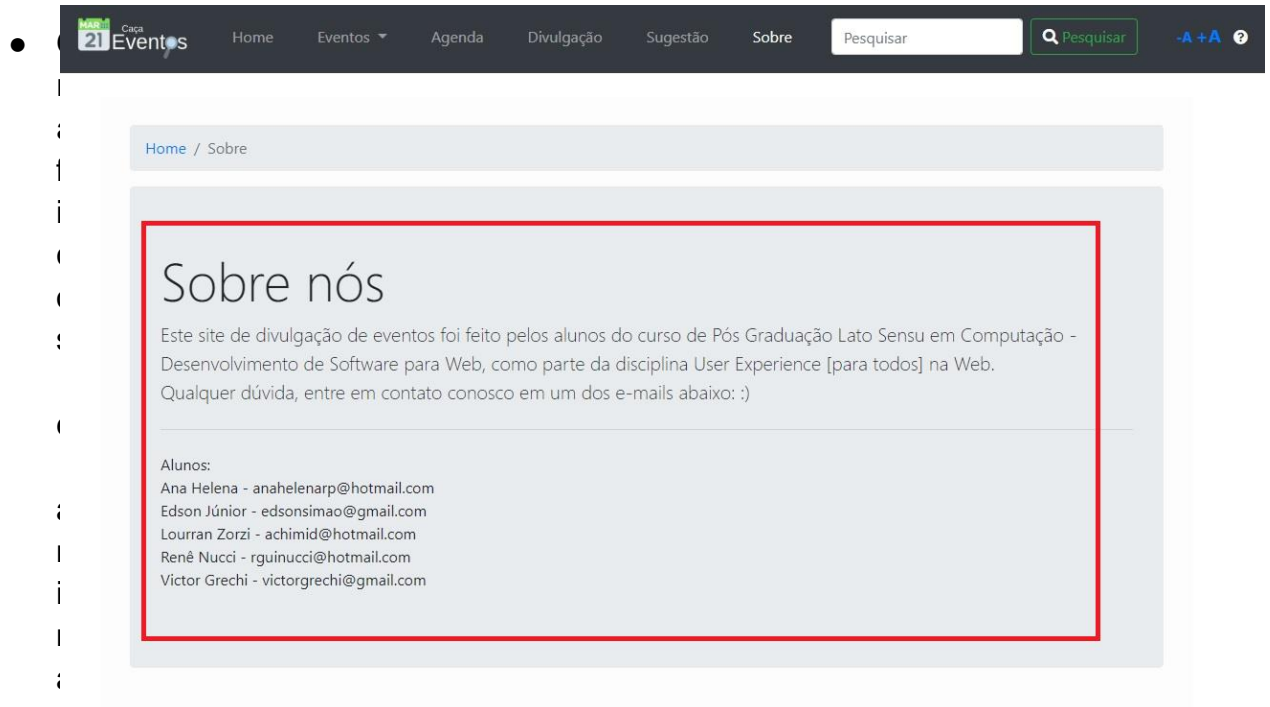 MAR
21
Caça
Eventos
Home
Eventos
Agenda
Divulgação
Sugestão
Sobre
Pesquisar
Pesquisar
-A +A
Home / Sobre
Sobre nós
Este site de divulgação de eventos foi feito pelos alunos do curso de Pós Graduação Lato Sensu em Computação -
Desenvolvimento de Software para Web, como parte da disciplina User Experience [para todos] na Web.
Qualquer dúvida, entre em contato conosco em um dos e-mails abaixo: :)
Alunos:
Ana Helena - anahelenarp@hotmail.com
Edson Júnior - edsonsimao@gmail.com
Lourran Zorzi - achimid@hotmail.com
Renê Nucci - rguinucci@hotmail.com
Victor Grechi - victorgrechi@gmail.com